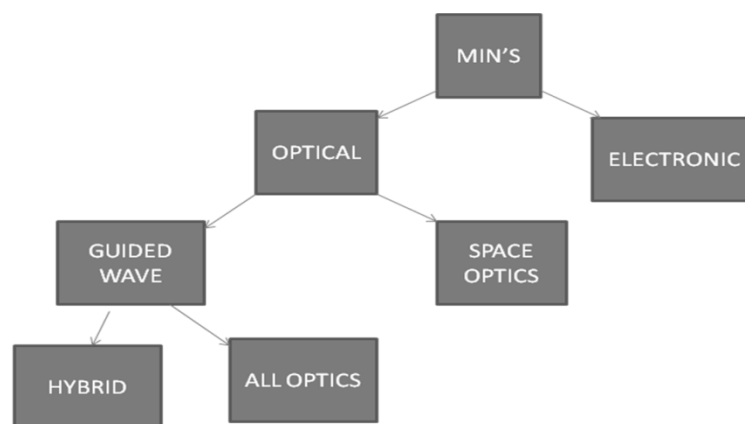 MIN'S
OPTICAL
ELECTRONIC
GUIDED
WAVE
SPACE
OPTICS
HYBRID
ALL OPTICS